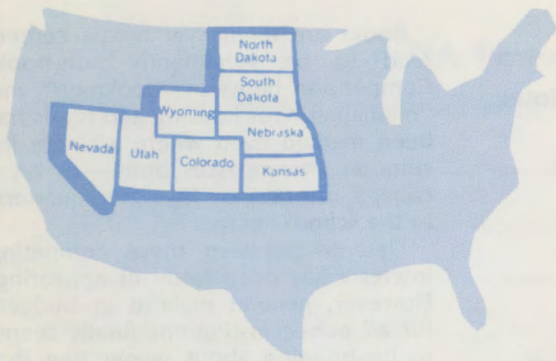 North
Dakota
South
Dakota
Wyoming
Nebraska
Nevada
Utah
Colorado
Kansas